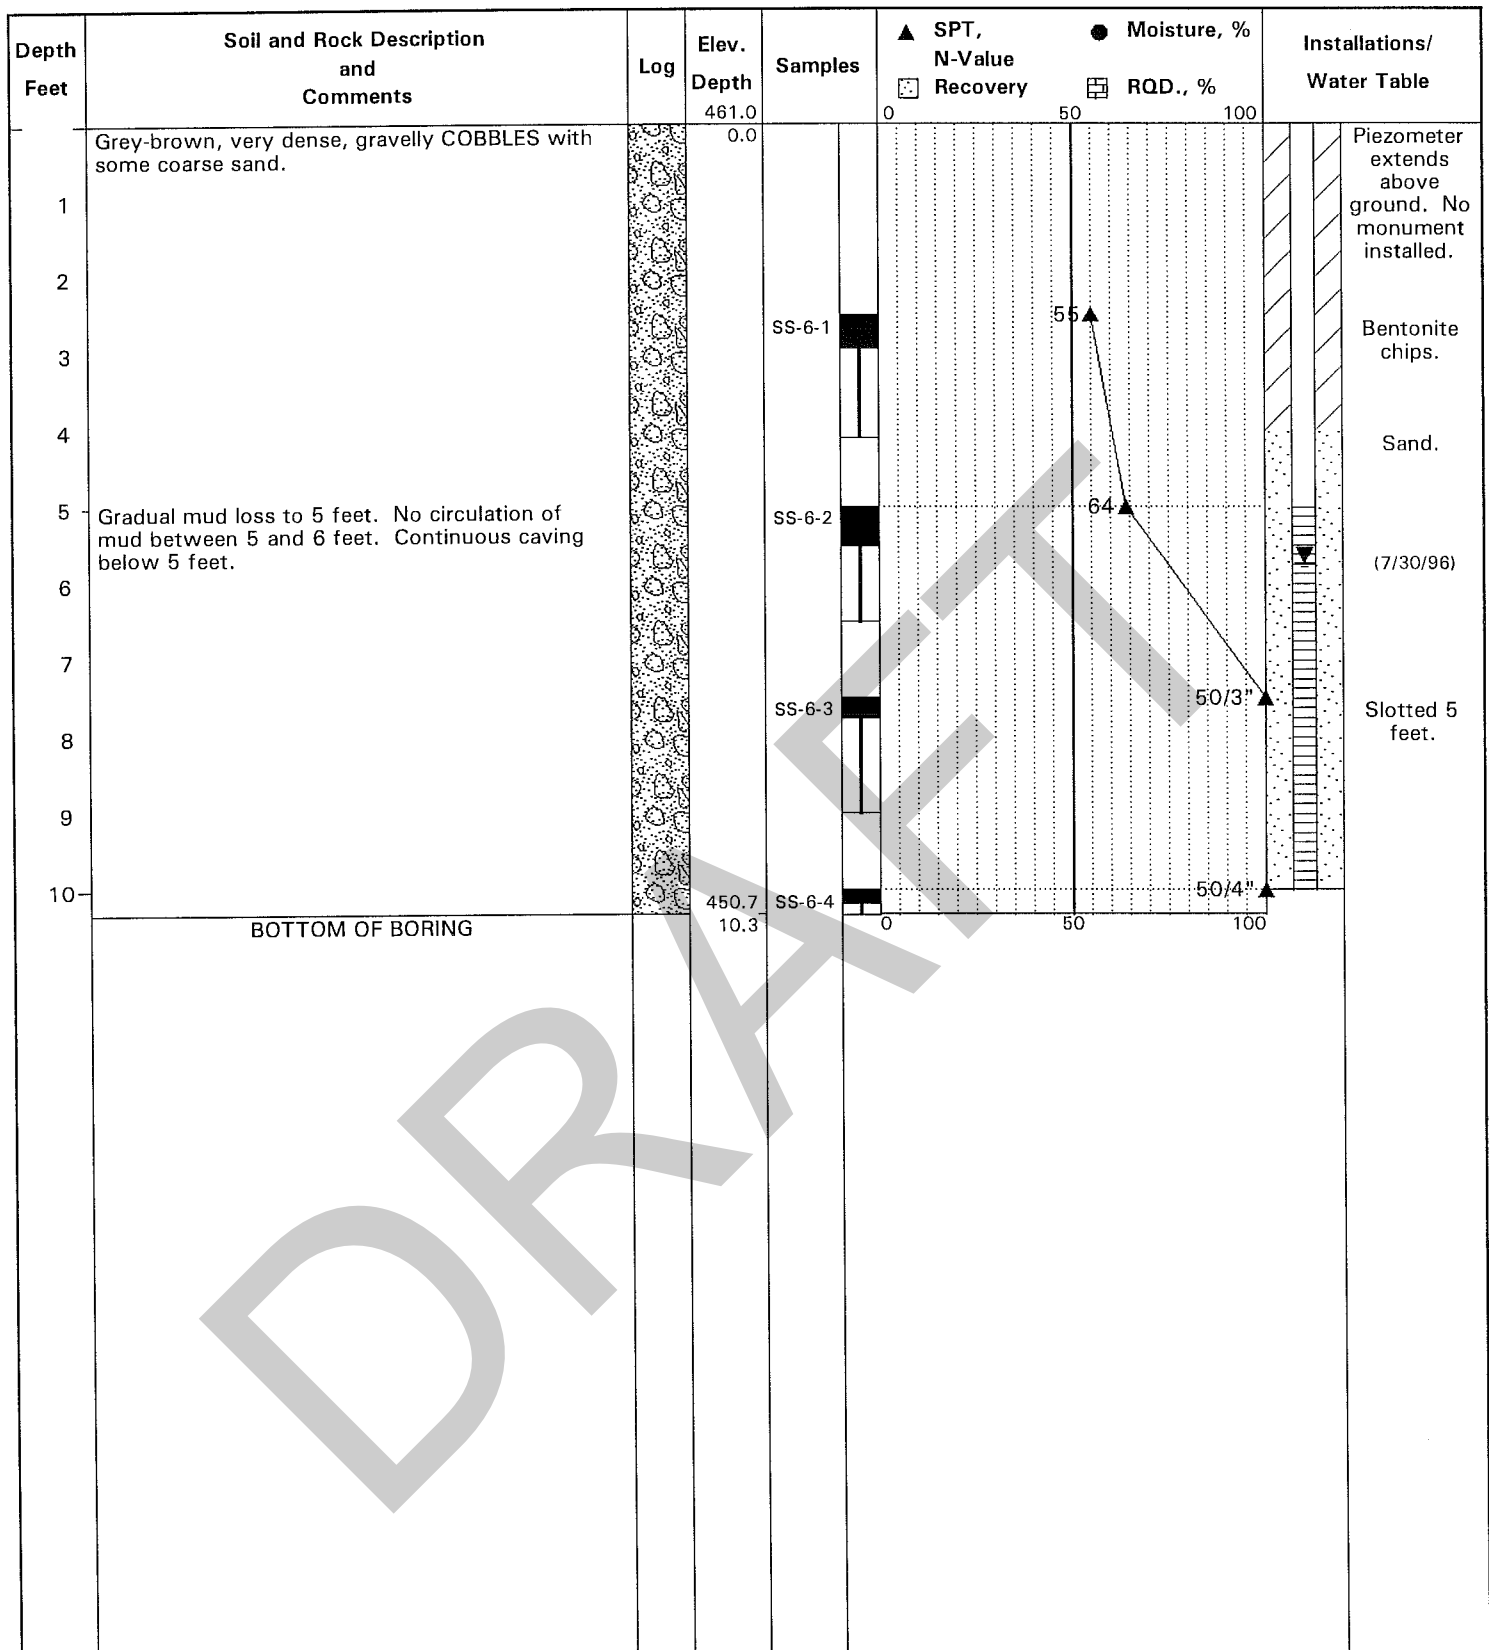 Depth
Feet
Soil and Rock Description
and
Comments
Log
Elev.
Depth
461.0
0.0
Samples
SPT,
N-Value
Moisture, %
Recovery
RQD., %
0 50 100
Installations/
Water Table
Grey-brown, very dense, gravelly COBBLES with
some coarse sand.
Piezometer
extends
above
ground. No
monument
installed.
1
2
SS-6-1
55
Bentonite
chips.
3
4
Sand.
5
Gradual mud loss to 5 feet. No circulation of
mud between 5 and 6 feet. Continuous caving
below 5 feet.
SS-6-2
64
(7/30/96)
6
7
SS-6-3
50/3"
Slotted 5
feet.
8
9
10
450.7
10.3
SS-6-4
50/4"
0 50 100
BOTTOM OF BORING
DRAFT